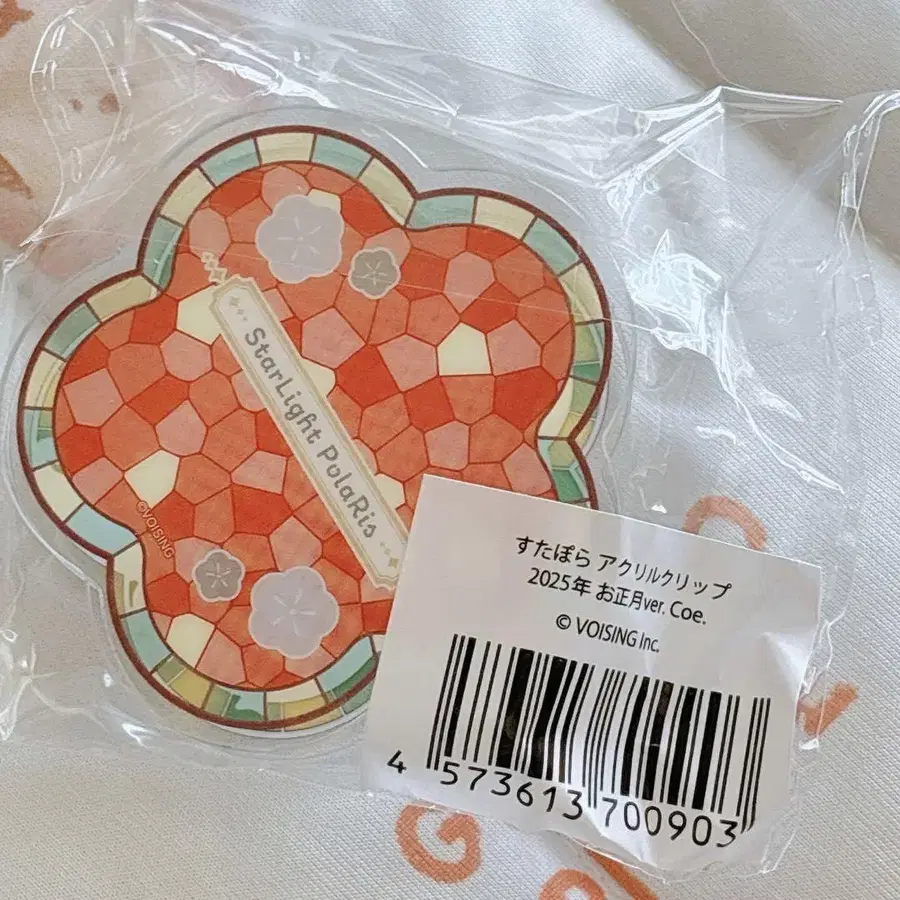 StarLight PolaRis
©VOISING
すたぽら アクリルクリップ
2025年 お正月ver. Coe.
© VOISING Inc.
4 573613 700903
G